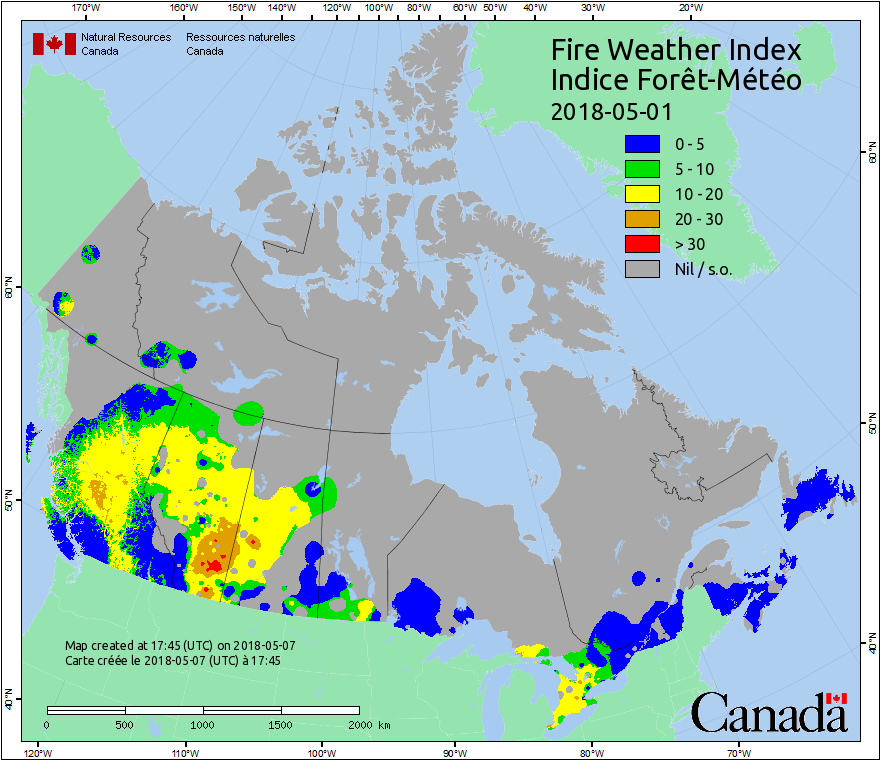 170°W 160°W 150°W 140°W 130°W 120°W 110°W 100°W 90°W 80°W 70°W 60°W 50°W 40°W 30°W 20°W
Natural Resources Canada
Ressources naturelles Canada
Fire Weather Index
Indice Forêt-Météo
2018-05-01
0 - 5
5 - 10
10 - 20
20 - 30
> 30
Nil / s.o.
60°N
60°N
50°N
50°N
40°N
40°N
Map created at 17:45 (UTC) on 2018-05-07
Carte créée le 2018-05-07 (UTC) à 17:45
0 500 1000 1500 2000 km
Canada
120°W 110°W 100°W 90°W 80°W 70°W